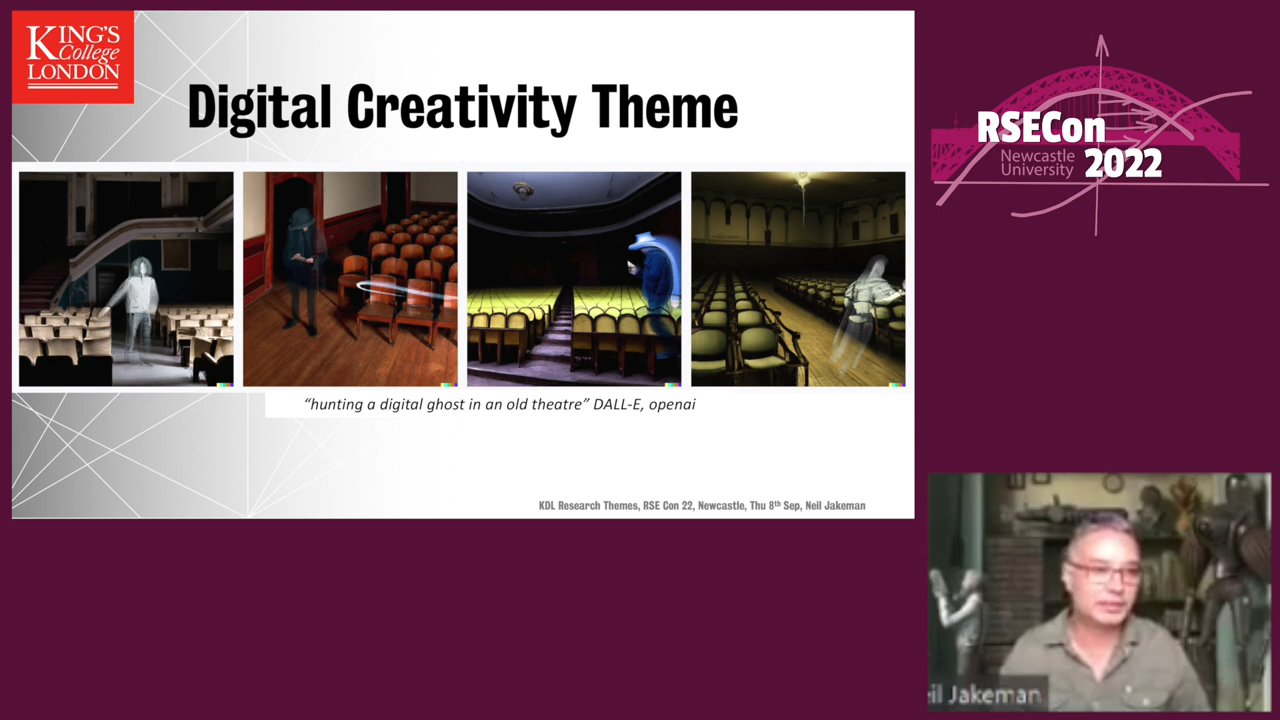 KING'S
College
LONDON
Digital Creativity Theme
“hunting a digital ghost in an old theatre” DALL-E, openai
KDL Research Themes, RSE Con 22, Newcastle, Thu 8th Sep, Neil Jakeman
RSECon
Newcastle
University
2022
eil Jakeman